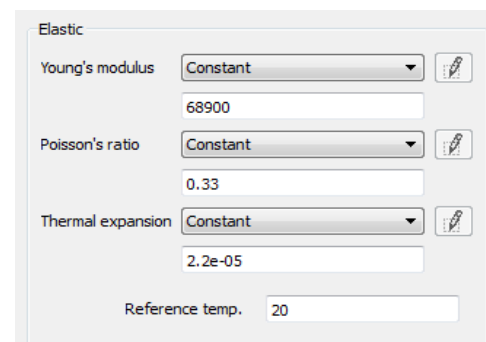 Elastic
Young's modulus Constant
68900
Poisson's ratio Constant
0.33
Thermal expansion Constant
2.2e-05
Reference temp. 20